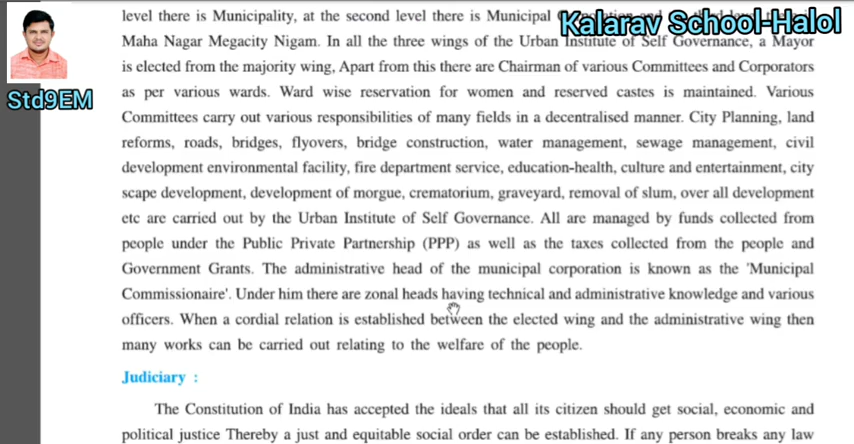 level there is Municipality, at the second level there is Municipal
Kalarav School-Halol
Maha Nagar Megacity Nigam. In all the three wings of the Urban Institute of Self Governance, a Mayor
is elected from the majority wing, Apart from this there are Chairman of various Committees and Corporators
Std9EM
as per various wards. Ward wise reservation for women and reserved castes is maintained. Various
Committees carry out various responsibilities of many fields in a decentralised manner. City Planning, land
reforms, roads, bridges, flyovers, bridge construction, water management, sewage management, civil
development environmental facility, fire department service, education-health, culture and entertainment, city
scape development, development of morgue, crematorium, graveyard, removal of slum, over all development
etc are carried out by the Urban Institute of Self Governance. All are managed by funds collected from
people under the Public Private Partnership (PPP) as well as the taxes collected from the people and
Government Grants. The administrative head of the municipal corporation is known as the 'Municipal
Commissionaire'. Under him there are zonal heads having technical and administrative knowledge and various
officers. When a cordial relation is established between the elected wing and the administrative wing then
many works can be carried out relating to the welfare of the people.
Judiciary :
The Constitution of India has accepted the ideals that all its citizen should get social, economic and
political justice Thereby a just and equitable social order can be established. If any person breaks any law